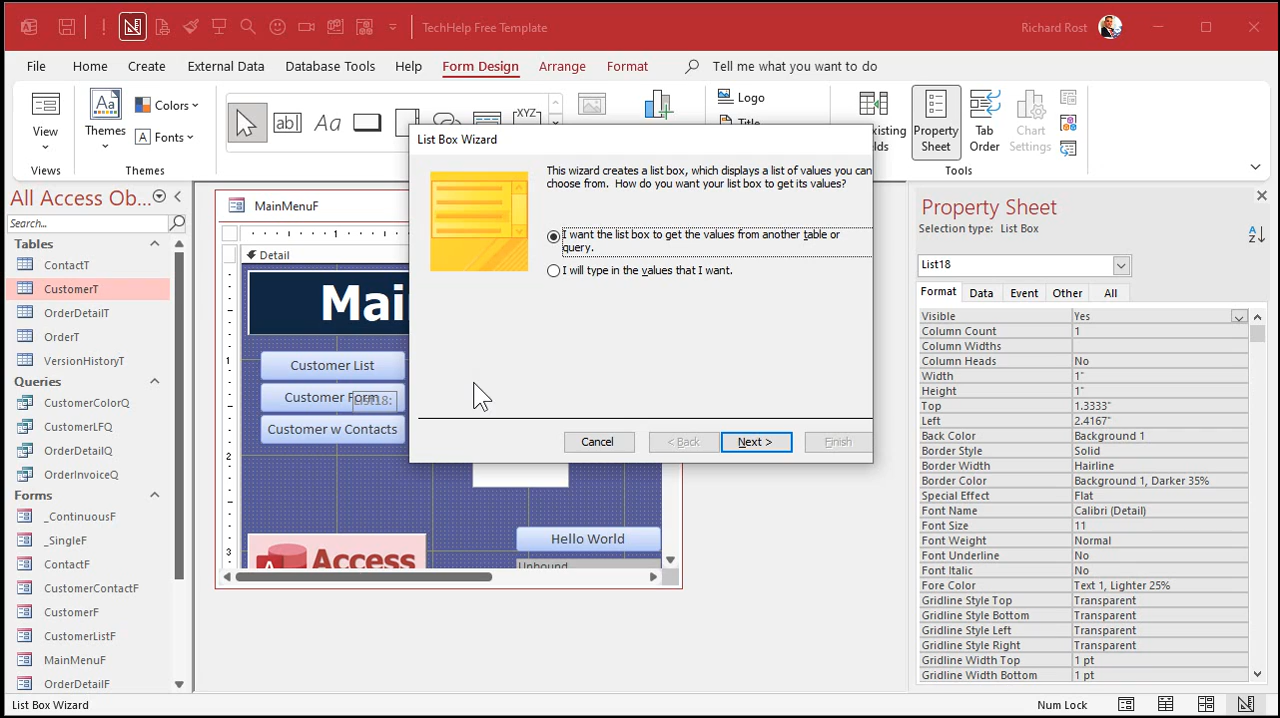 TechHelp Free Template
Richard Rost
File
Home
Create
External Data
Database Tools
Help
Form Design
Arrange
Format
Tell me what you want to do
View
Themes
Colors
Fonts
ab|
Aa
XYZ
Logo
Title
Existing
Fields
Property
Sheet
Tab
Order
Chart
Settings
Views
Themes
Tools
All Access Ob...
Search...
Tables
ContactT
CustomerT
OrderDetailT
OrderT
VersionHistoryT
Queries
CustomerColorQ
CustomerLFQ
OrderDetailQ
OrderInvoiceQ
Forms
_ContinuousF
_SingleF
ContactF
CustomerContactF
CustomerF
CustomerListF
MainMenuF
OrderDetailF
MainMenuF
1
Detail
Main
Customer List
Customer Form
List18:
Customer w Contacts
1
2
3
Access
Hello World
Unbound
List Box Wizard
This wizard creates a list box, which displays a list of values you can
choose from. How do you want your list box to get its values?
I want the list box to get the values from another table or
query.
I will type in the values that I want.
Cancel
< Back
Next >
Finish
Property Sheet
Selection type: List Box
List18
Format
Data
Event
Other
All
Visible Yes
Column Count 1
Column Widths
Column Heads No
Width 1"
Height 1"
Top 1.3333"
Left 2.4167"
Back Color Background 1
Border Style Solid
Border Width Hairline
Border Color Background 1, Darker 35%
Special Effect Flat
Font Name Calibri (Detail)
Font Size 11
Font Weight Normal
Font Underline No
Font Italic No
Fore Color Text 1, Lighter 25%
Gridline Style Top Transparent
Gridline Style Bottom Transparent
Gridline Style Left Transparent
Gridline Style Right Transparent
Gridline Width Top 1 pt
Gridline Width Bottom 1 pt
List Box Wizard
Num Lock